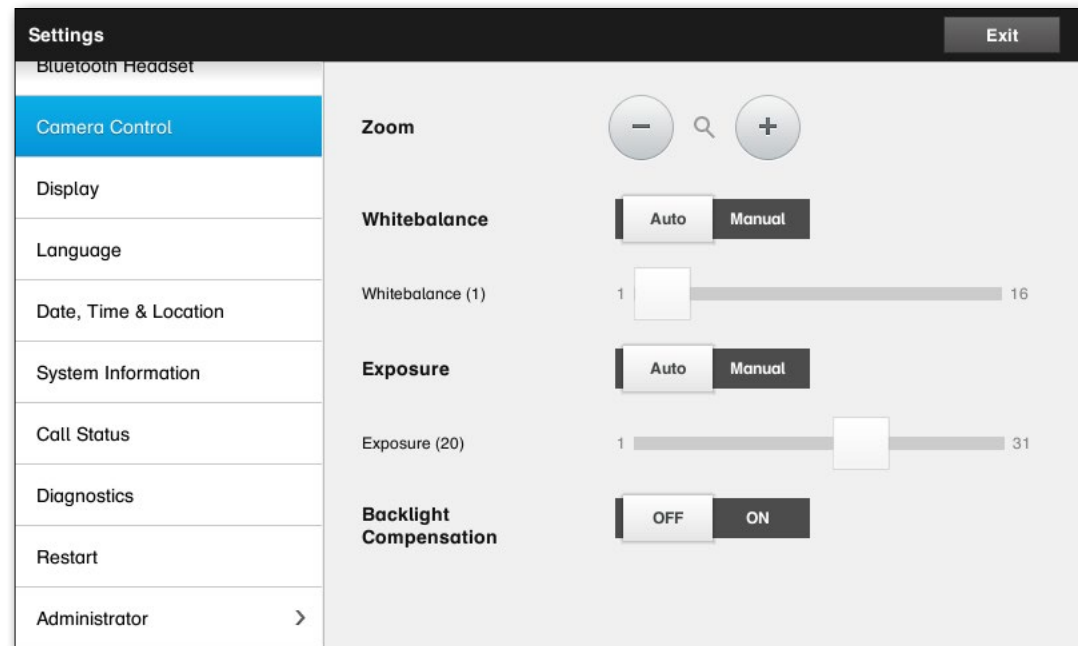 Settings
Exit
Bluetooth Headset
Camera Control
Display
Language
Date, Time & Location
System Information
Call Status
Diagnostics
Restart
Administrator
Zoom
Whitebalance
Auto
Manual
Whitebalance (1)
1
16
Exposure
Auto
Manual
Exposure (20)
1
31
Backlight
Compensation
OFF
ON